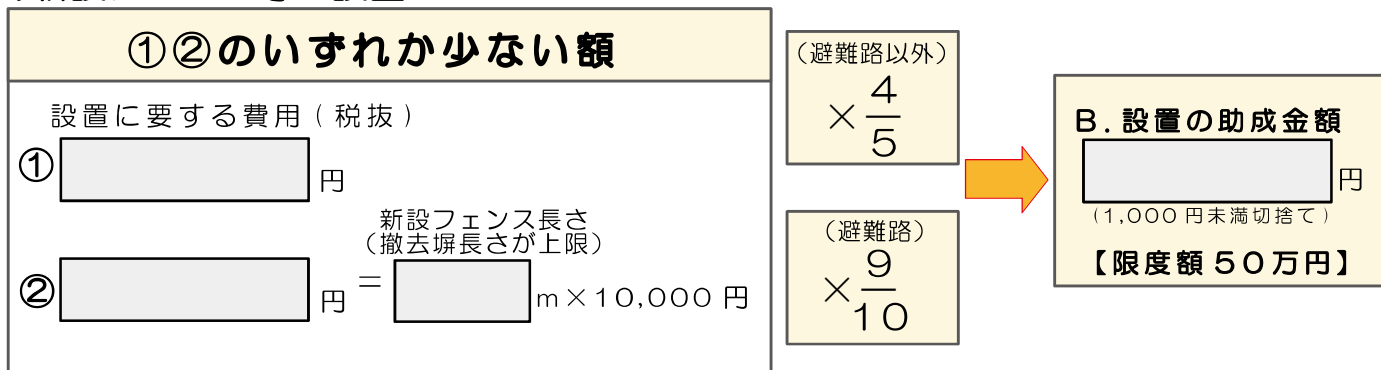 ①②のいずれか少ない額
設置に要する費用(税抜)
①
円
新設フェンス長さ
(撤去塀長さが上限)
②
円
=
m×10,000円
(避難路以外)
×4/5
(避難路)
×9/10
B.設置の助成金額
円
(1,000円未満切捨て)
【限度額50万円】